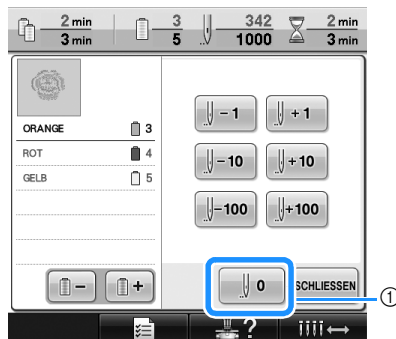 2 min 3 342 2 min
3 min 5 1000 3 min
ORANGE 3
ROT 4
GELB 5
-1 +1
-10 +10
-100 +100
- + 0 SCHLIESSEN ①
?